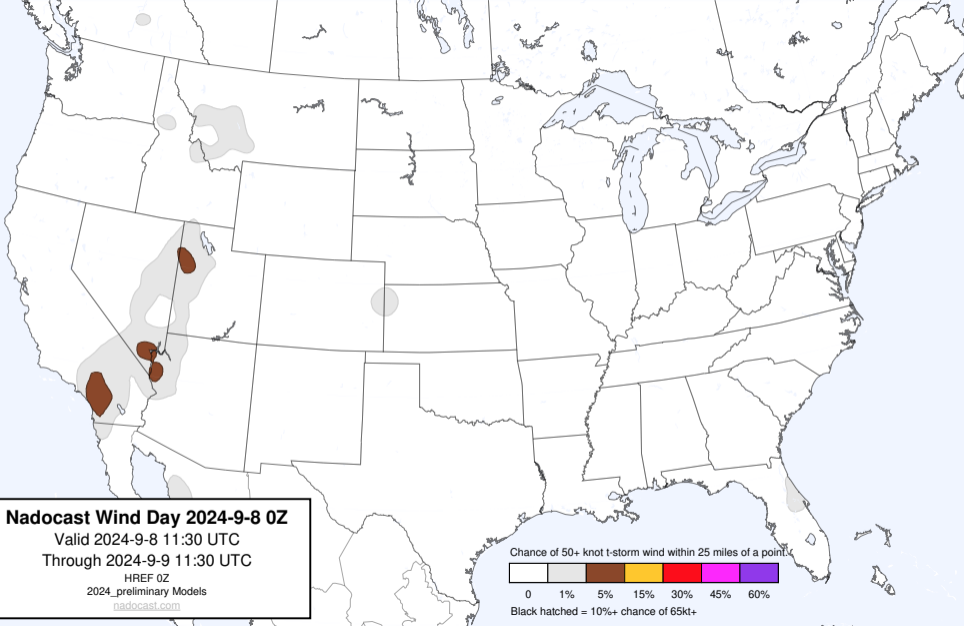 Nadocast Wind Day 2024-9-8 0Z
Valid 2024-9-8 11:30 UTC
Through 2024-9-9 11:30 UTC
HREF 0Z
2024_preliminary Models
nadocast.com
Chance of 50+ knot t-storm wind within 25 miles of a point.
0 1% 5% 15% 30% 45% 60%
Black hatched = 10%+ chance of 65kt+